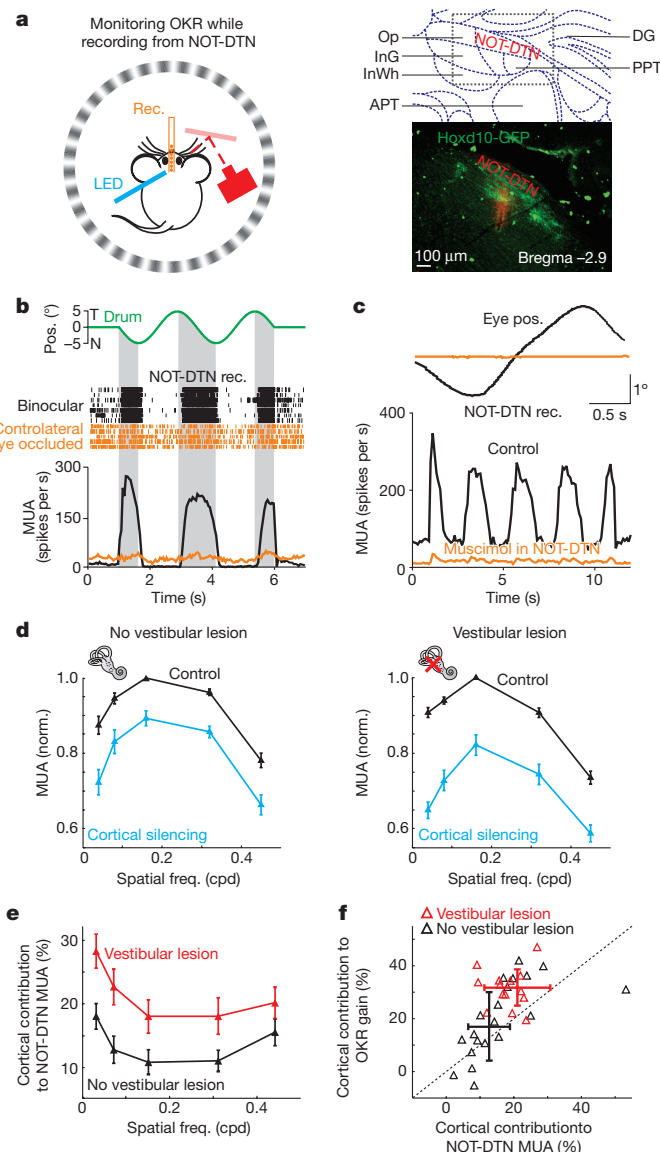 a
Monitoring OKR while
recording from NOT-DTN
Rec.
LED
Op
InG
InWh
APT
NOT-DTN
DG
PPT
Hoxd10-GFP
NOT-DTN
100 μm
Bregma –2.9
b
Pos. (°)
5
0
–5
T
N
Drum
NOT-DTN rec.
Binocular
Controlateral
eye occluded
MUA
(spikes per s)
300
150
0
0 2 4 6
Time (s)
c
Eye pos.
1°
0.5 s
NOT-DTN rec.
MUA (spikes per s)
400
200
0
Control
Muscimol in NOT-DTN
0 5 10
Time (s)
d
No vestibular lesion
MUA (norm.)
1.0
0.8
0.6
Control
Cortical silencing
0 0.2 0.4
Spatial freq. (cpd)
Vestibular lesion
MUA (norm.)
1.0
0.8
0.6
Control
Cortical silencing
0 0.2 0.4
Spatial freq. (cpd)
e
Cortical contribution
to NOT-DTN MUA (%)
30
20
10
Vestibular lesion
No vestibular lesion
0 0.2 0.4
Spatial freq. (cpd)
f
Vestibular lesion
No vestibular lesion
Cortical contribution to
OKR gain (%)
40
20
0
0 20 40
Cortical contributionto
NOT-DTN MUA (%)